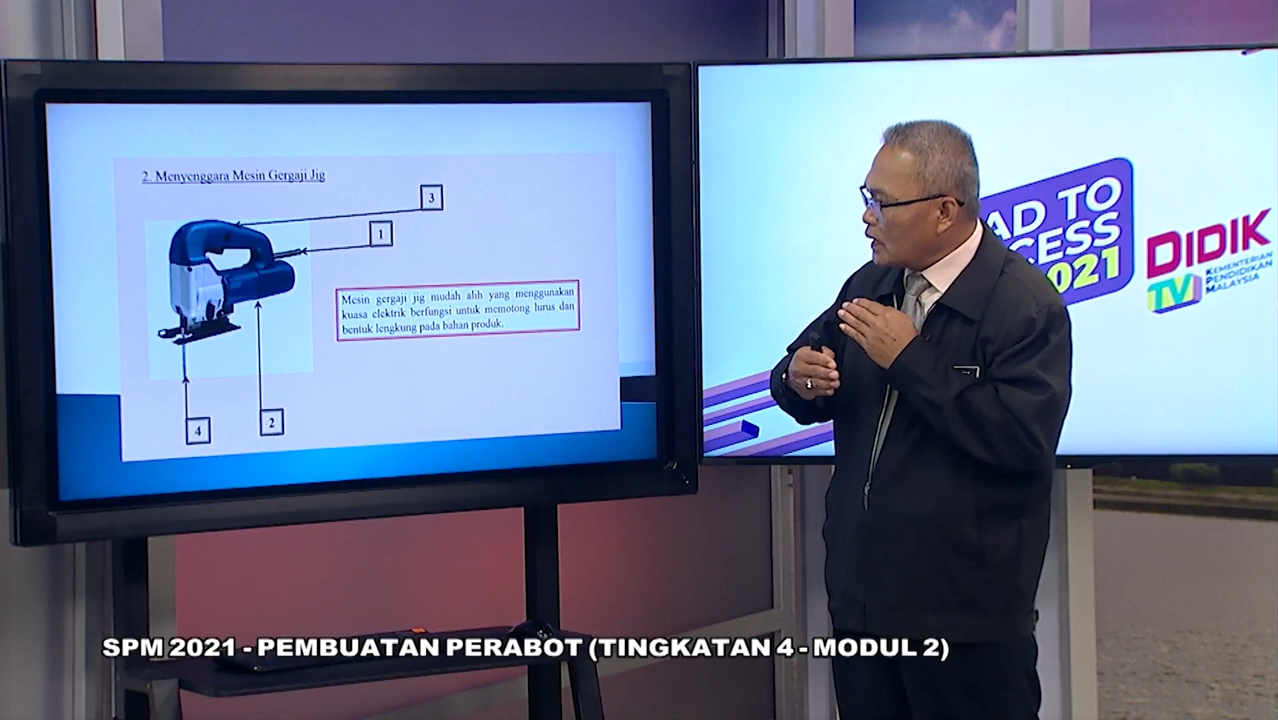 2. Menyenggara Mesin Gergaji Jig
3
1
Mesin gergaji jig mudah alih yang menggunakan
kuasa elektrik berfungsi untuk memotong lurus dan
bentuk lengkung pada bahan produk.
4
2
AD TO
CESS
021
DIDIK
TV
KEMENTERIAN
PENDIDIKAN
MALAYSIA
SPM 2021 - PEMBUATAN PERABOT (TINGKATAN 4 - MODUL 2)